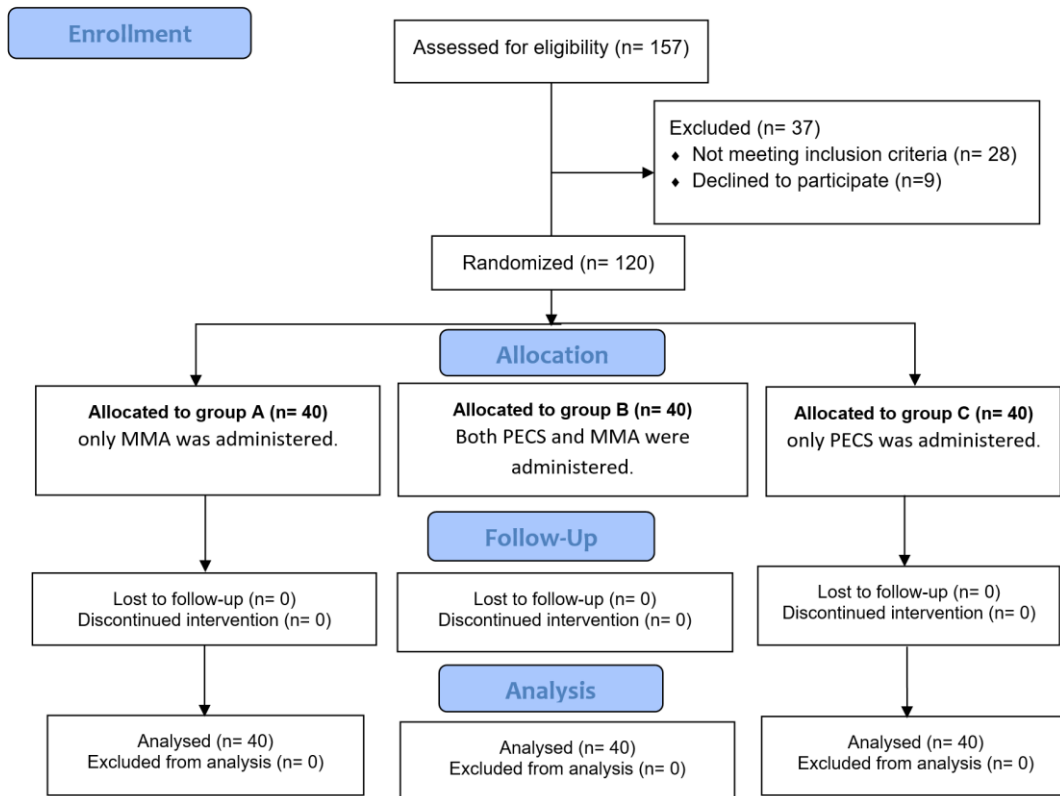 Enrollment
Assessed for eligibility (n= 157)
Excluded (n= 37)
♦ Not meeting inclusion criteria (n= 28)
♦ Declined to participate (n=9)
Randomized (n= 120)
Allocation
Allocated to group A (n= 40)
only MMA was administered.
Allocated to group B (n= 40)
Both PECS and MMA were
administered.
Allocated to group C (n= 40)
only PECS was administered.
Follow-Up
Lost to follow-up (n= 0)
Discontinued intervention (n= 0)
Lost to follow-up (n= 0)
Discontinued intervention (n= 0)
Lost to follow-up (n= 0)
Discontinued intervention (n= 0)
Analysis
Analysed (n= 40)
Excluded from analysis (n= 0)
Analysed (n= 40)
Excluded from analysis (n= 0)
Analysed (n= 40)
Excluded from analysis (n= 0)